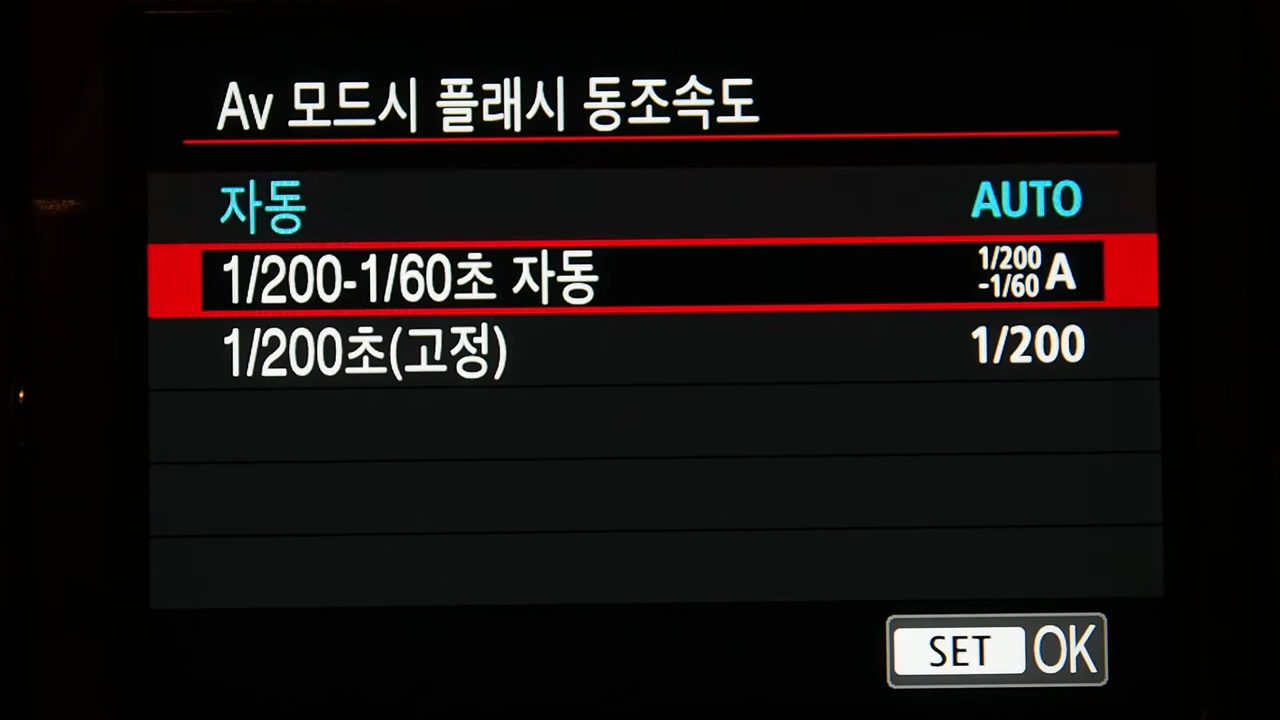 Av 모드시 플래시 동조속도
자동 AUTO
1/200-1/60초 자동 1/200 -1/60 A
1/200초(고정) 1/200
SET OK